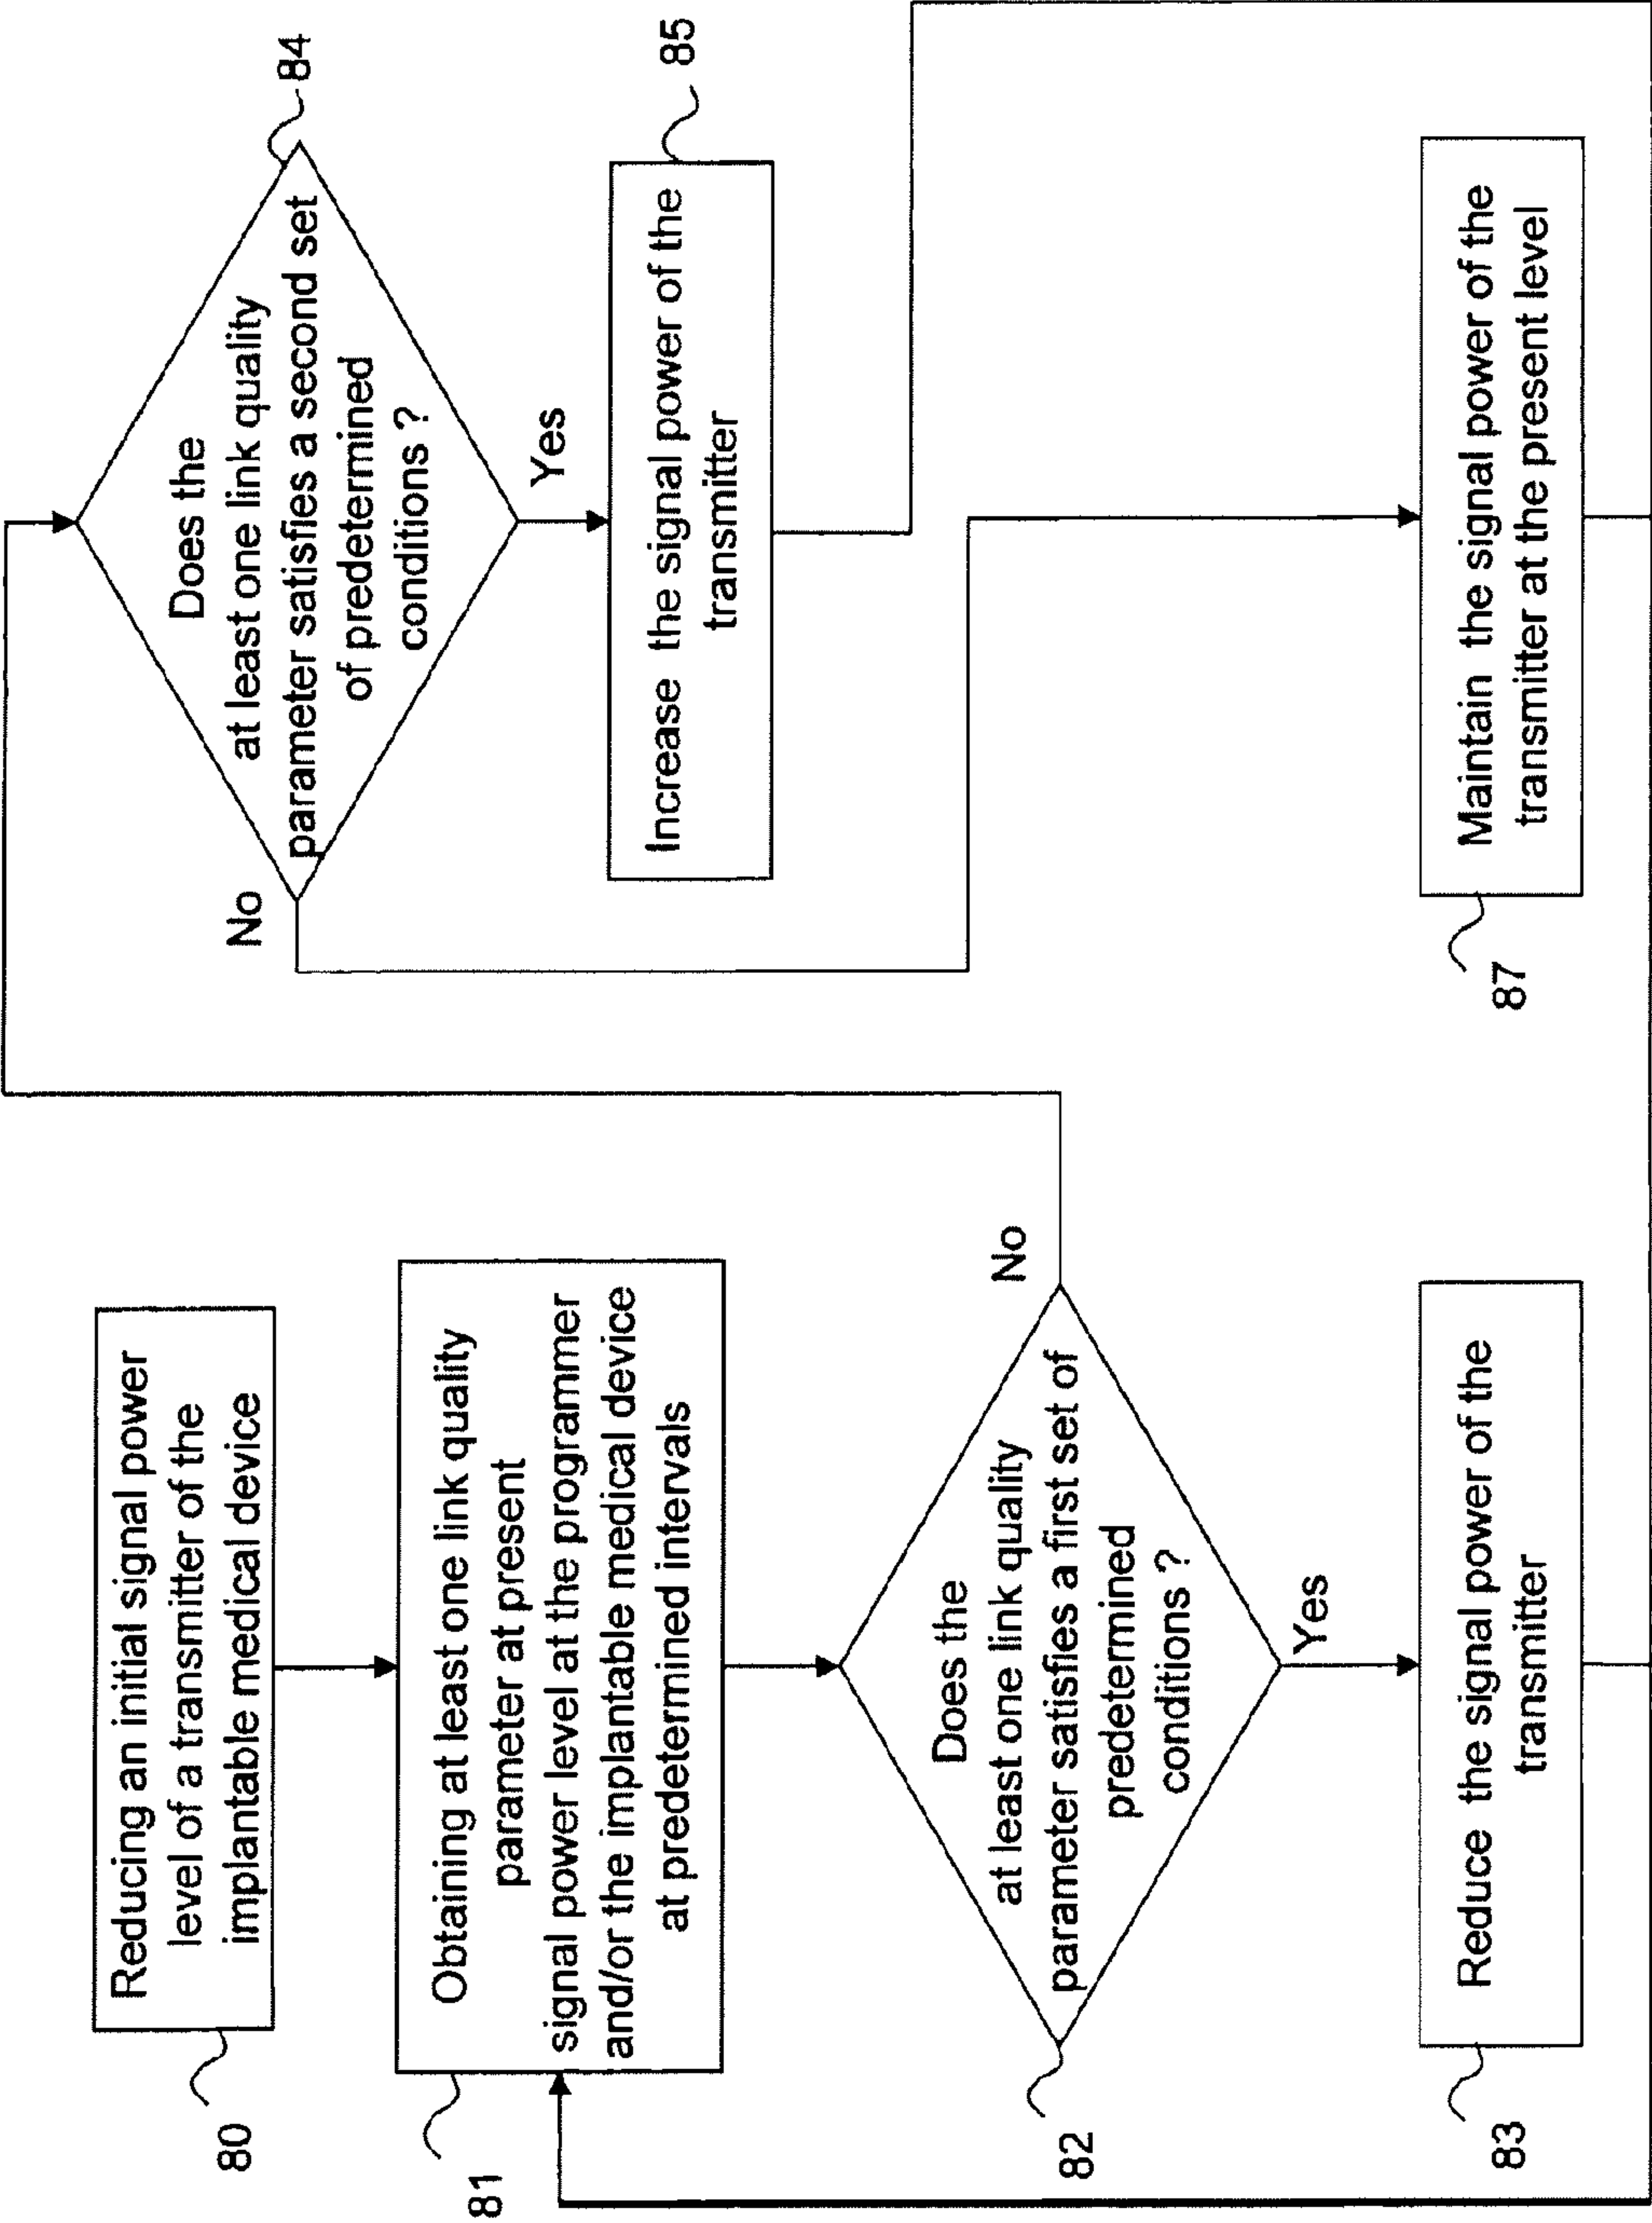 Reducing an initial signal power
level of a transmitter of the
implantable medical device
80
Obtaining at least one link quality
parameter at present
signal power level at the programmer
and/or the implantable medical device
at predetermined intervals
81
Does the
at least one link quality
parameter satisfies a first set of
predetermined
conditions ?
82
No
Yes
Reduce the signal power of the
transmitter
83
Does the
at least one link quality
parameter satisfies a second set
of predetermined
conditions ?
84
No
Yes
Increase the signal power of the
transmitter
85
Maintain the signal power of the
transmitter at the present level
87